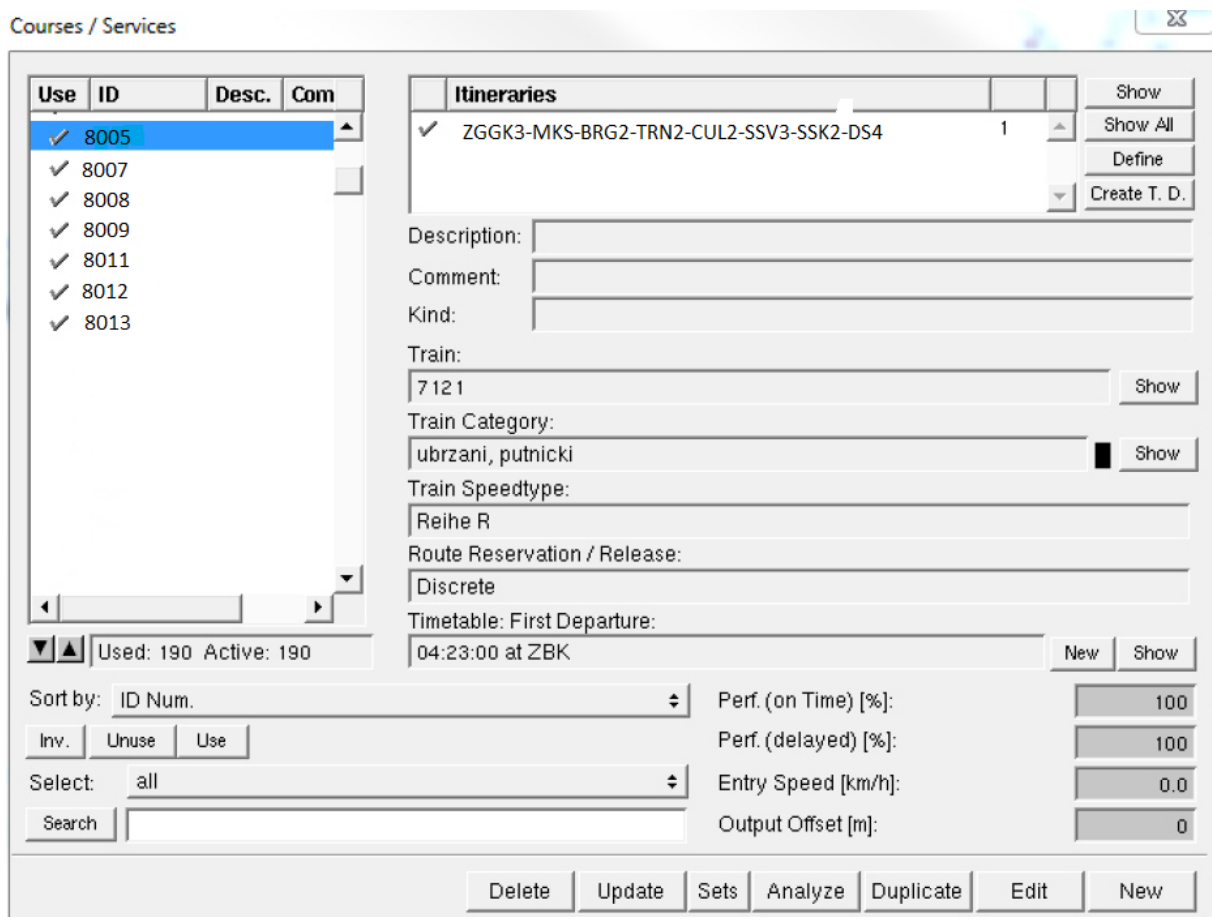 Courses / Services
Use ID Desc. Com
8005
8007
8008
8009
8011
8012
8013
Used: 190 Active: 190
Itineraries
ZGGK3-MKS-BRG2-TRN2-CUL2-SSV3-SSK2-DS4 1
Show
Show All
Define
Create T. D.
Description:
Comment:
Kind:
Train:
7121 Show
Train Category:
ubrzani, putnicki Show
Train Speedtype:
Reihe R
Route Reservation / Release:
Discrete
Timetable: First Departure:
04:23:00 at ZBK New Show
Sort by: ID Num.
Inv. Unuse Use
Select: all
Search
Perf. (on Time) [%]: 100
Perf. (delayed) [%]: 100
Entry Speed [km/h]: 0.0
Output Offset [m]: 0
Delete Update Sets Analyze Duplicate Edit New